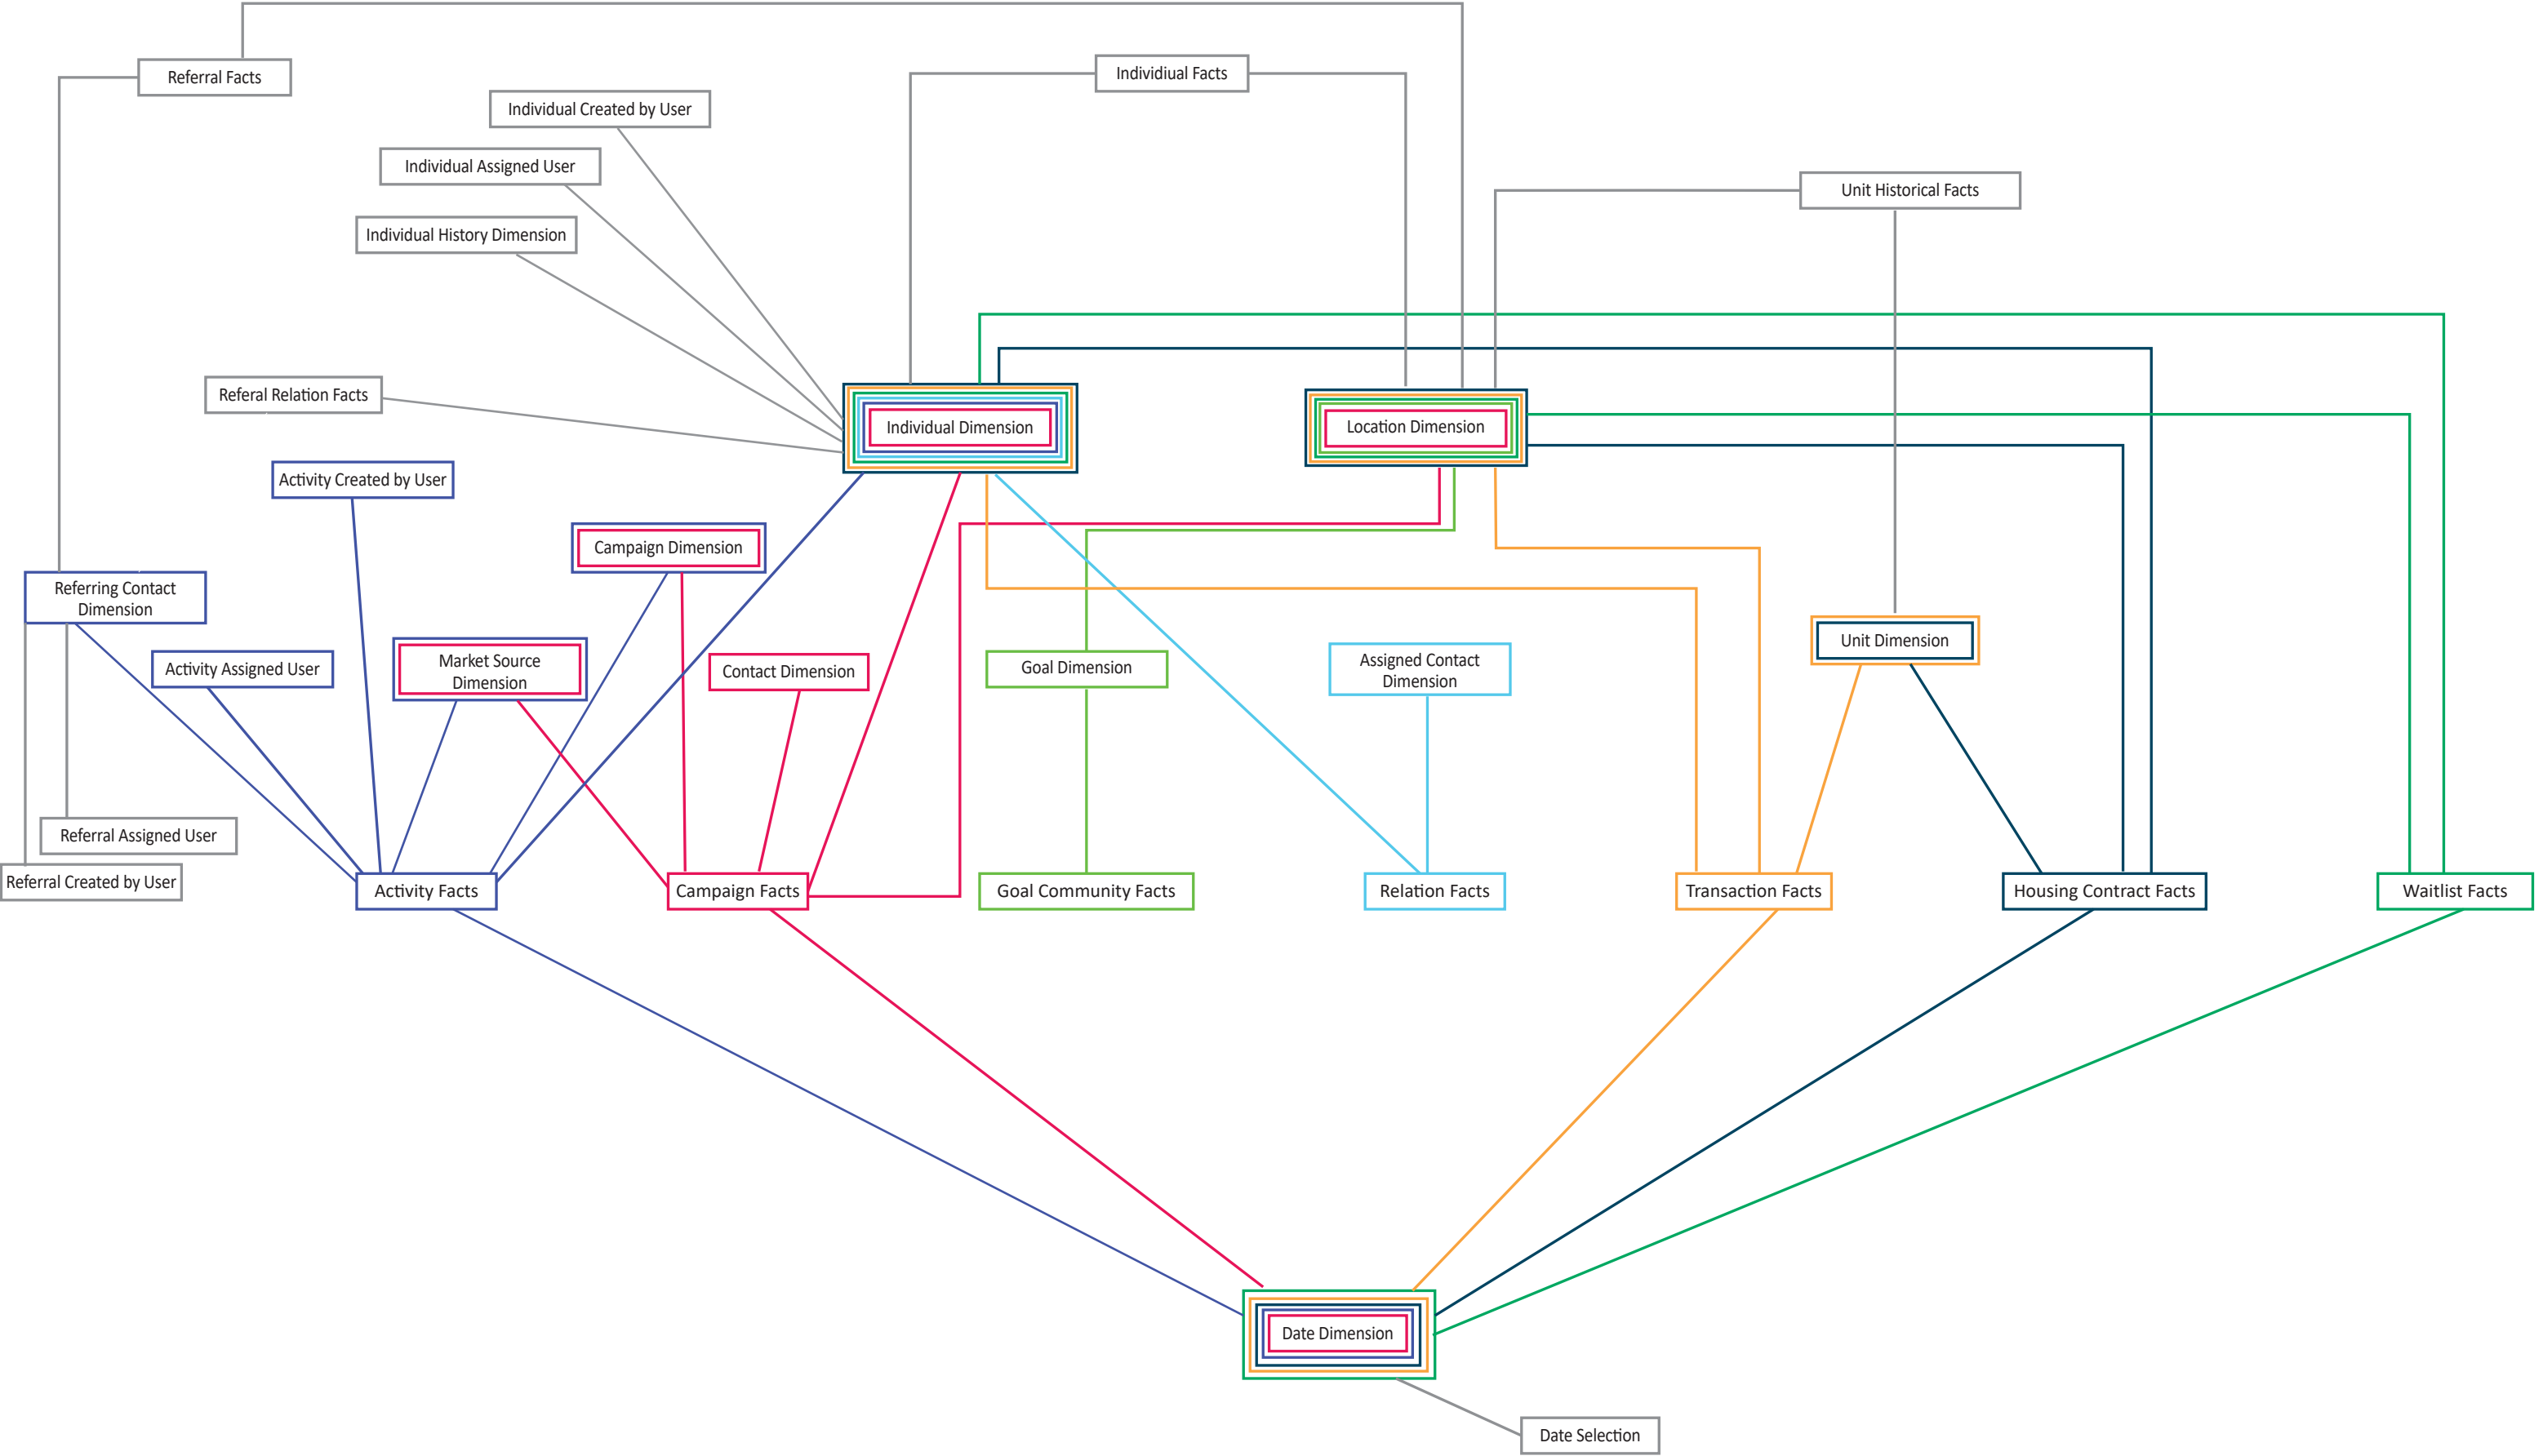 Referral Facts
Individiual Facts
Individual Created by User
Individual Assigned User
Unit Historical Facts
Individual History Dimension
Referal Relation Facts
Individual Dimension
Location Dimension
Activity Created by User
Campaign Dimension
Referring Contact
Dimension
Activity Assigned User
Market Source
Dimension
Contact Dimension
Goal Dimension
Assigned Contact
Dimension
Unit Dimension
Referral Assigned User
Referral Created by User
Activity Facts
Campaign Facts
Goal Community Facts
Relation Facts
Transaction Facts
Housing Contract Facts
Waitlist Facts
Date Dimension
Date Selection